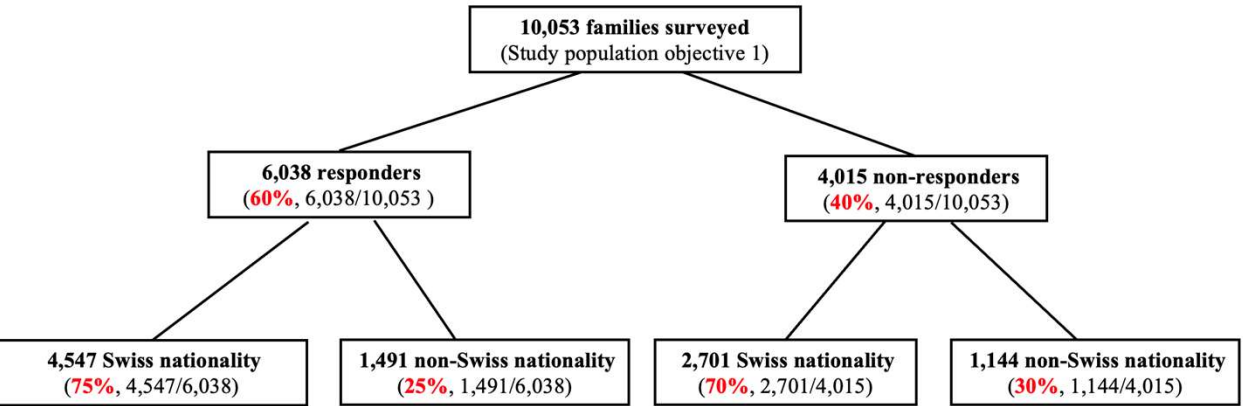 10,053 families surveyed
(Study population objective 1)
6,038 responders
(60%, 6,038/10,053 )
4,015 non-responders
(40%, 4,015/10,053)
4,547 Swiss nationality
(75%, 4,547/6,038)
1,491 non-Swiss nationality
(25%, 1,491/6,038)
2,701 Swiss nationality
(70%, 2,701/4,015)
1,144 non-Swiss nationality
(30%, 1,144/4,015)